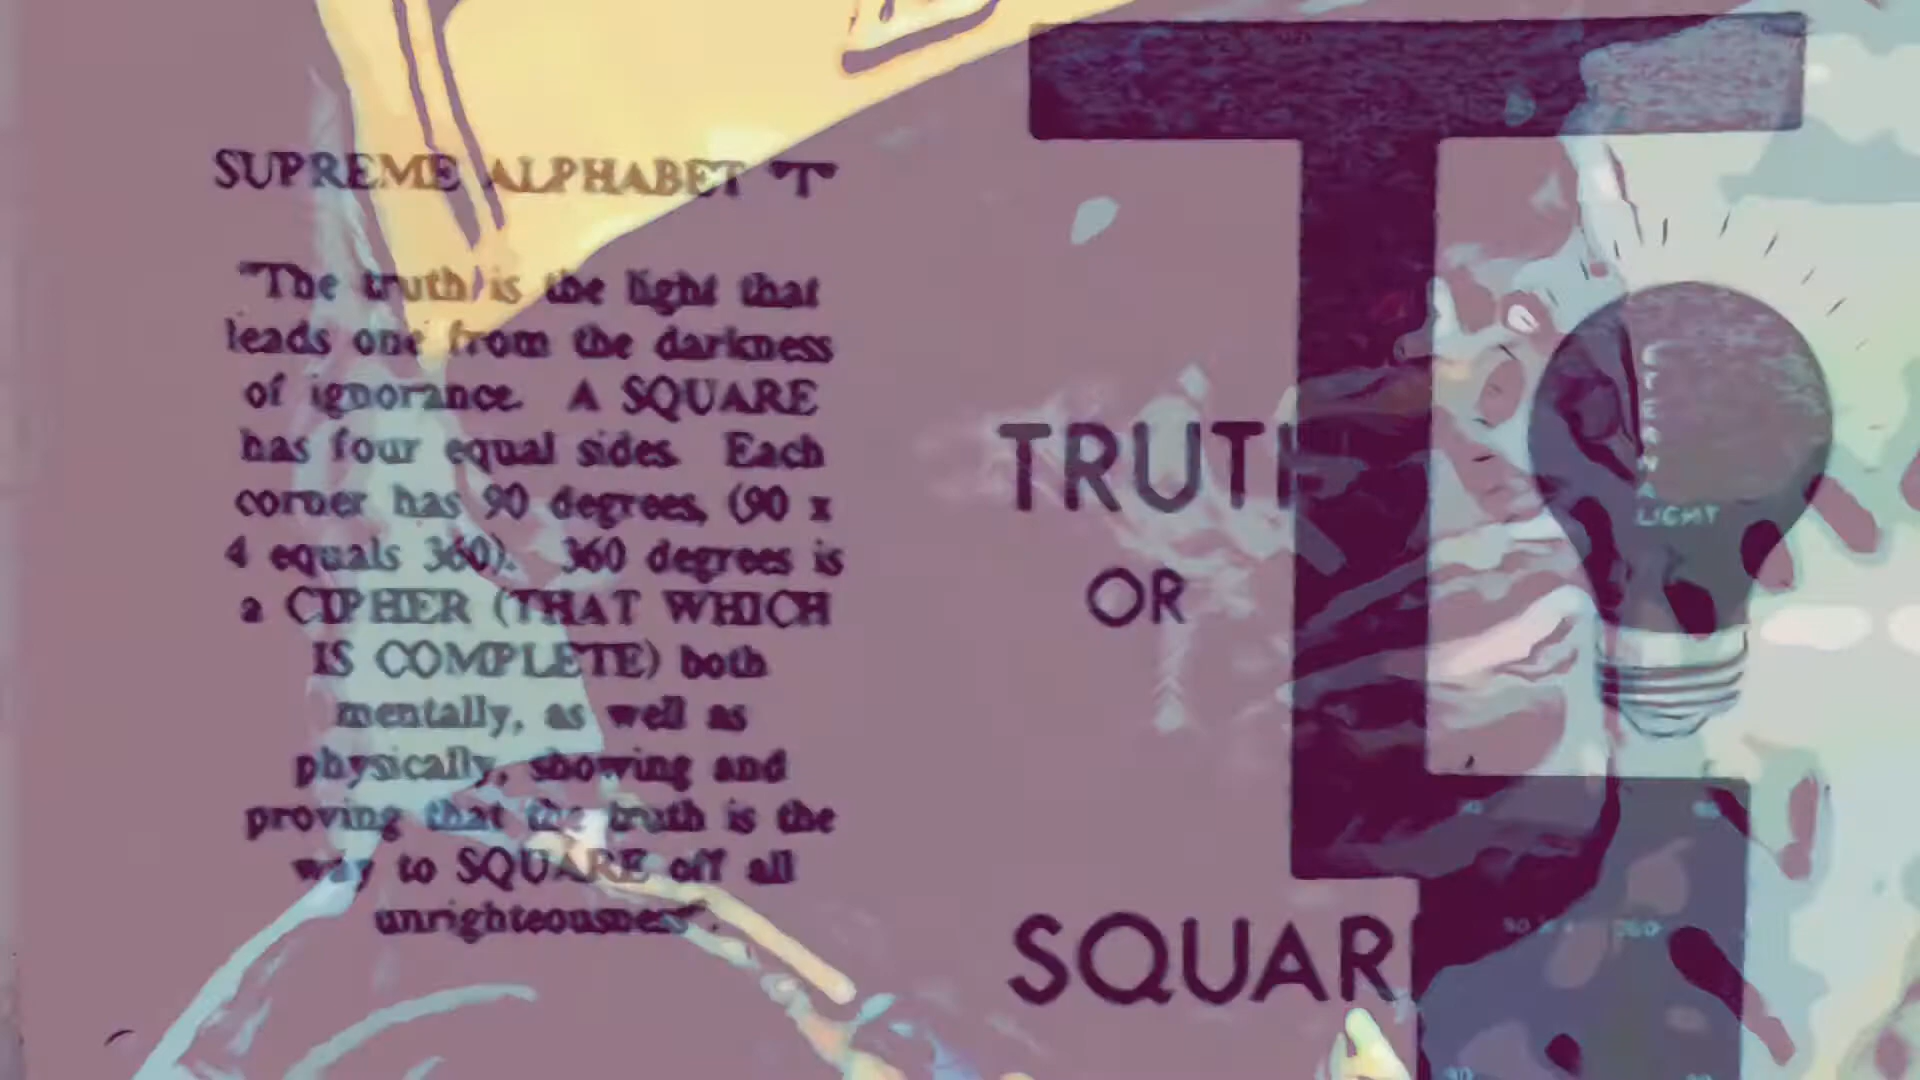 SUPREME ALPHABET "T"
"The truth is the light that
leads one from the darkness
of ignorance. A SQUARE
has four equal sides. Each
corner has 90 degrees, (90 x
4 equals 360). 360 degrees is
a CIPHER (THAT WHICH
IS COMPLETE) both
mentally, as well as
physically, showing and
proving that the truth is the
way to SQUARE off all
unrighteousness".
T
TRUTH
OR
SQUAR
LIGHT
90
360
90